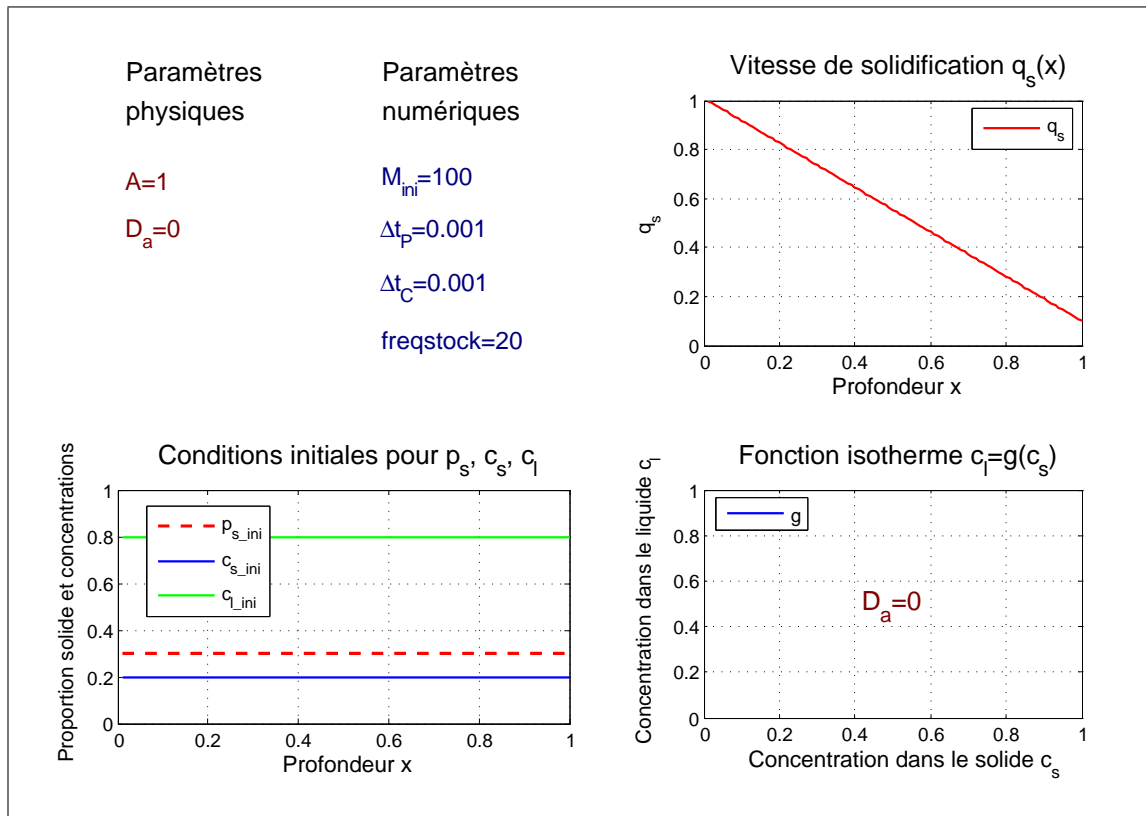 Paramètres
physiques
A=1
D_a=0
Paramètres
numériques
M_ini=100
Δt_P=0.001
Δt_C=0.001
freqstock=20
Vitesse de solidification q_s(x)
q_s
1
0.8
0.6
0.4
0.2
0
q_s
0 0.2 0.4 0.6 0.8 1
Profondeur x
Conditions initiales pour p_s, c_s, c_l
Proportion solide et concentrations
1
0.8
0.6
0.4
0.2
0
p_s_ini
c_s_ini
c_l_ini
0 0.2 0.4 0.6 0.8 1
Profondeur x
Fonction isotherme c_l=g(c_s)
Concentration dans le liquide c_l
1
0.8
0.6
0.4
0.2
0
g
D_a=0
0 0.2 0.4 0.6 0.8 1
Concentration dans le solide c_s